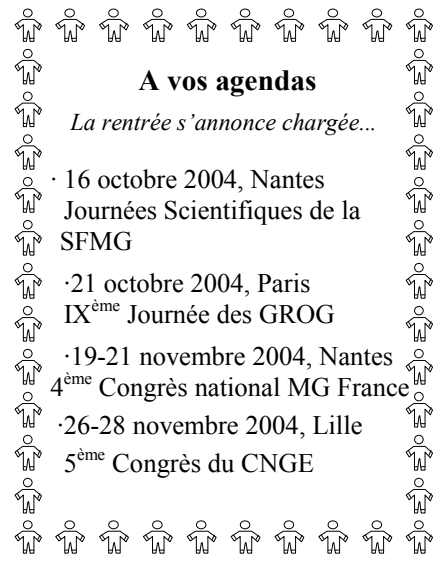 A vos agendas
La rentrée s’annonce chargée...
· 16 octobre 2004, Nantes
Journées Scientifiques de la
SFMG
·21 octobre 2004, Paris
IXème Journée des GROG
·19-21 novembre 2004, Nantes
4ème Congrès national MG France
·26-28 novembre 2004, Lille
5ème Congrès du CNGE